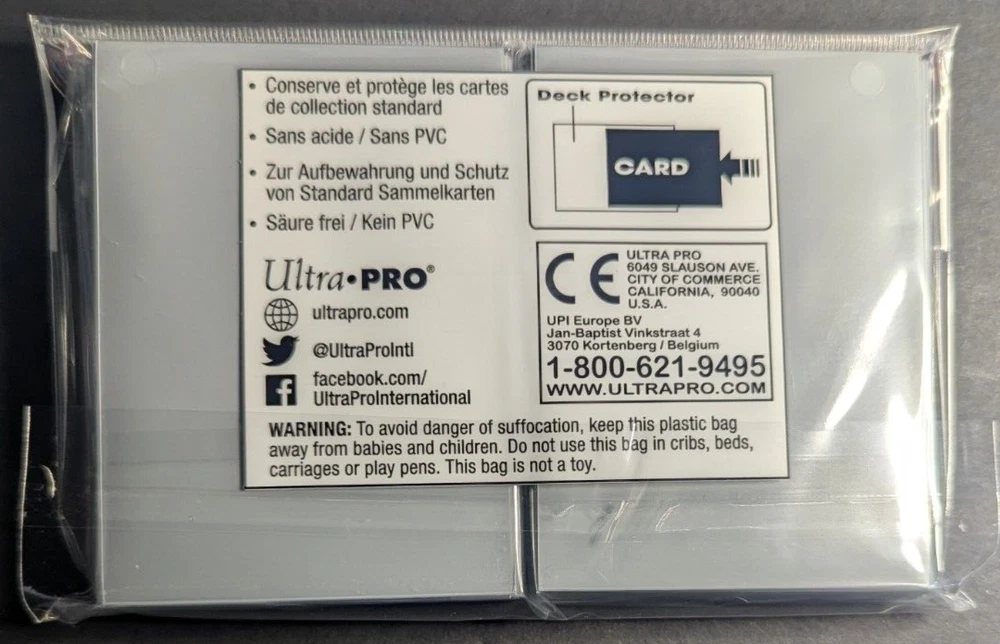 • Conserve et protège les cartes
de collection standard
• Sans acide / Sans PVC
• Zur Aufbewahrung und Schutz
von Standard Sammelkarten
• Säure frei / Kein PVC
Ultra•PRO®
ultrapro.com
@UltraProIntl
facebook.com/
UltraProInternational
Deck Protector
CARD
CE
ULTRA PRO
6049 SLAUSON AVE.
CITY OF COMMERCE
CALIFORNIA, 90040
U.S.A.
UPI Europe BV
Jan-Baptist Vinkstraat 4
3070 Kortenberg / Belgium
1-800-621-9495
WWW.ULTRAPRO.COM
WARNING: To avoid danger of suffocation, keep this plastic bag
away from babies and children. Do not use this bag in cribs, beds,
carriages or play pens. This bag is not a toy.